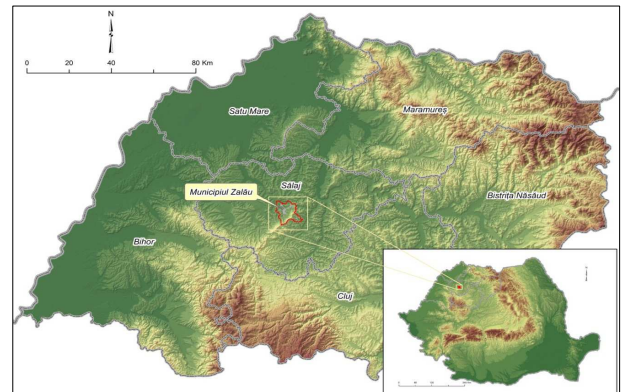 N
0 20 40 80 Km
Satu Mare
Maramureș
Sălaj
Municipiul Zalău
Bistrița Năsăud
Bihor
Cluj